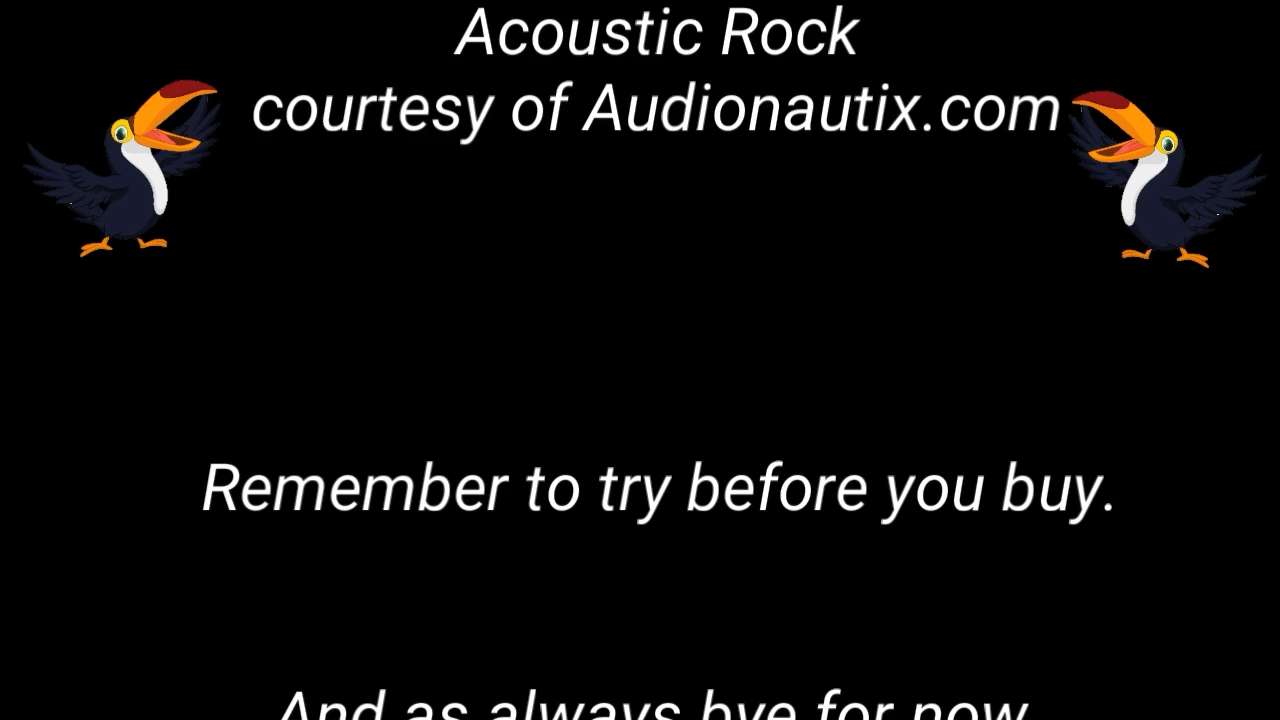 Acoustic Rock
courtesy of Audionautix.com
Remember to try before you buy.
And as always bye for now